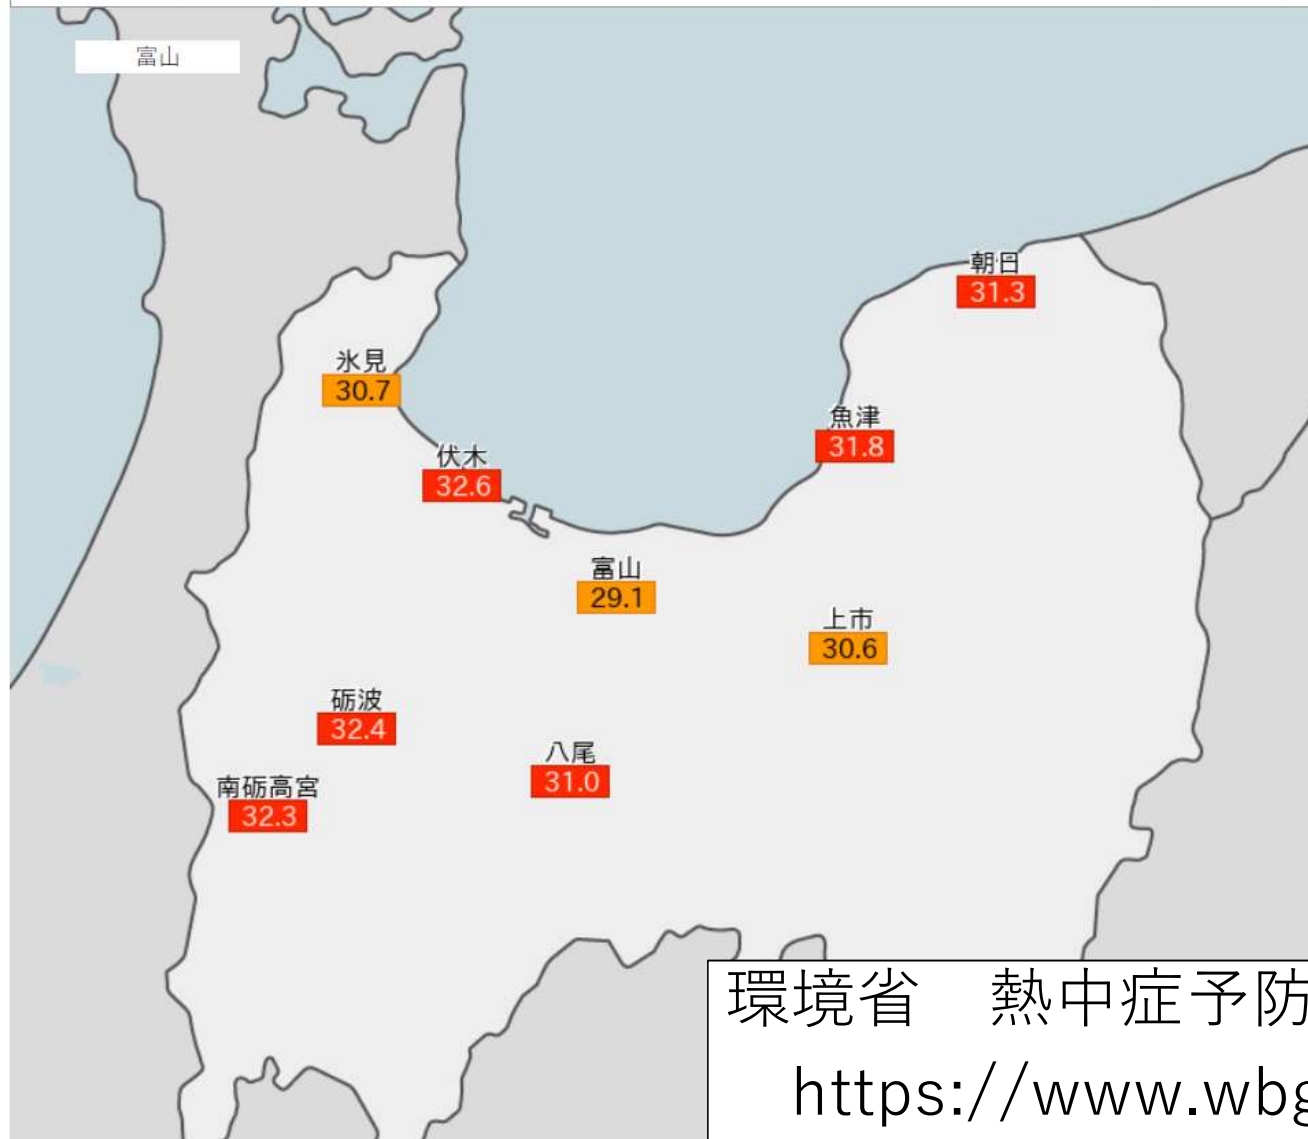 富山
朝日
31.3
氷見
30.7
魚津
31.8
伏木
32.6
富山
29.1
上市
30.6
砺波
32.4
八尾
31.0
南砺高宮
32.3
環境省　熱中症予防
https://www.wbg